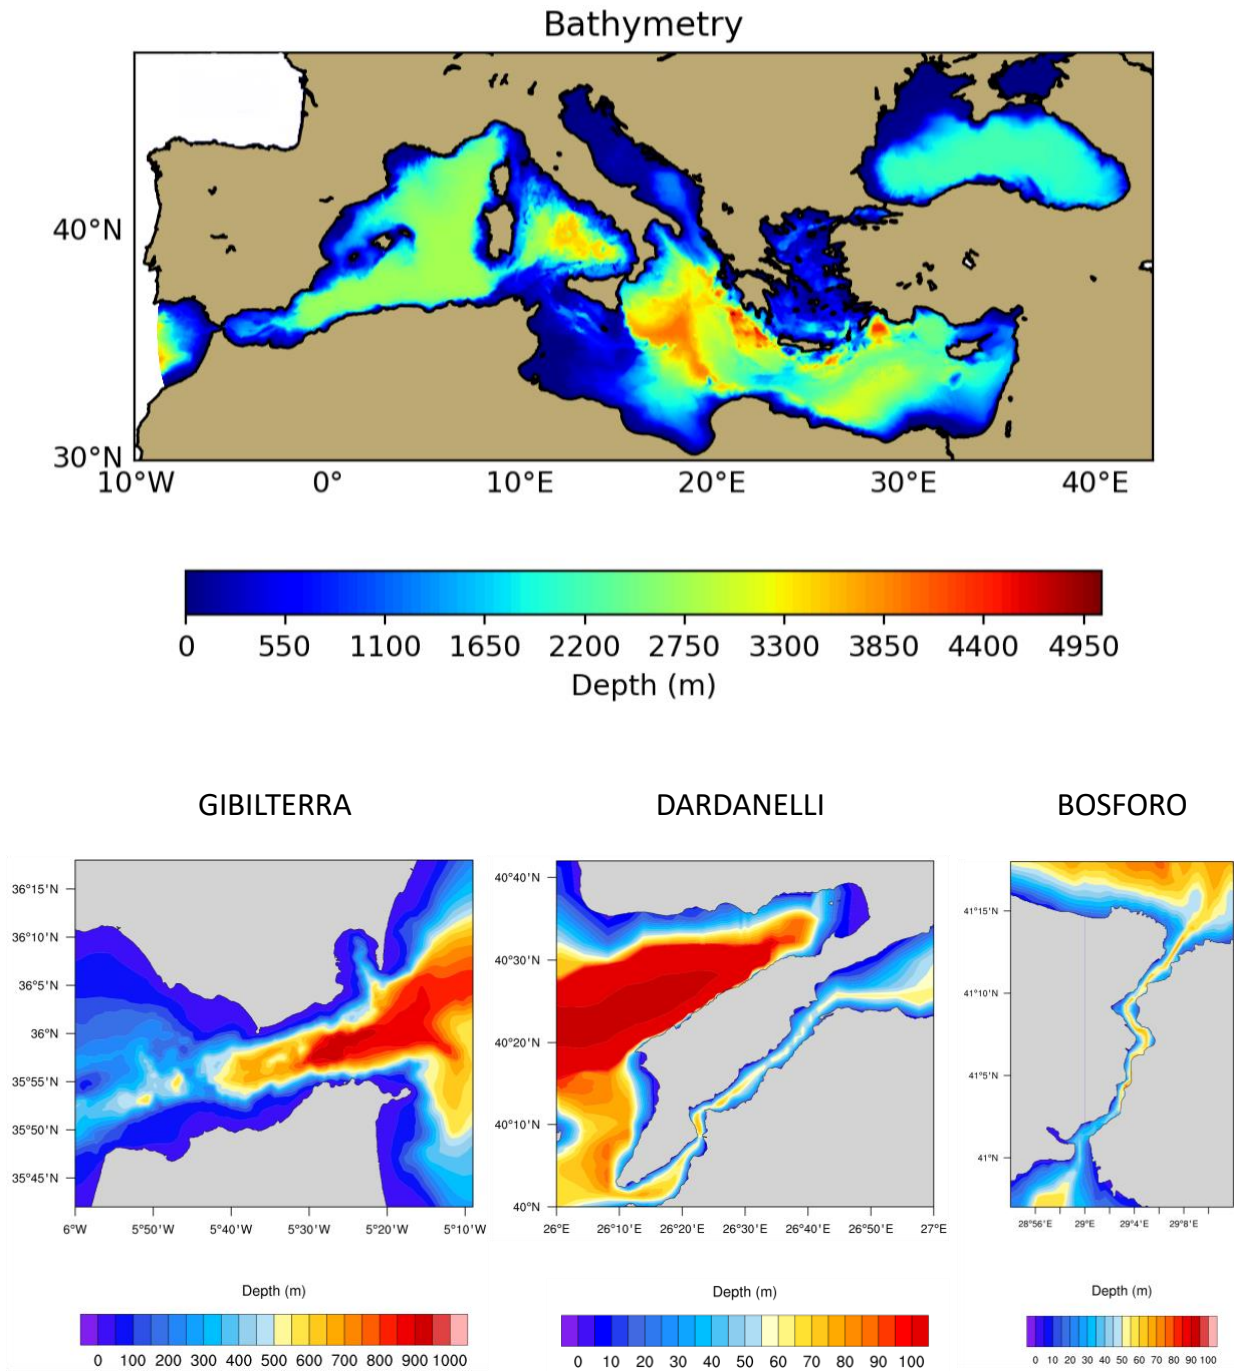 Bathymetry
40°N
30°N
10°W 0° 10°E 20°E 30°E 40°E
0 550 1100 1650 2200 2750 3300 3850 4400 4950
Depth (m)
GIBILTERRA
36°15'N
36°10'N
36°5'N
36°N
35°55'N
35°50'N
35°45'N
6°W 5°50'W 5°40'W 5°30'W 5°20'W 5°10'W
Depth (m)
0 100 200 400 500 600 700 800 900 1000
DARDANELLI
40°42'N
40°40'N
40°30'N
40°20'N
40°10'N
40°N
26°E 26°10'E 26°20'E 26°30'E 26°40'E 26°50'E 27°E
Depth (m)
0 10 20 30 40 50 60 70 80 90 100
BOSFORO
41°15'N
41°10'N
41°5'N
41°N
28°56'E 29°E 29°4'E 29°8'E
Depth (m)
0 10 20 30 40 50 60 70 80 90 100